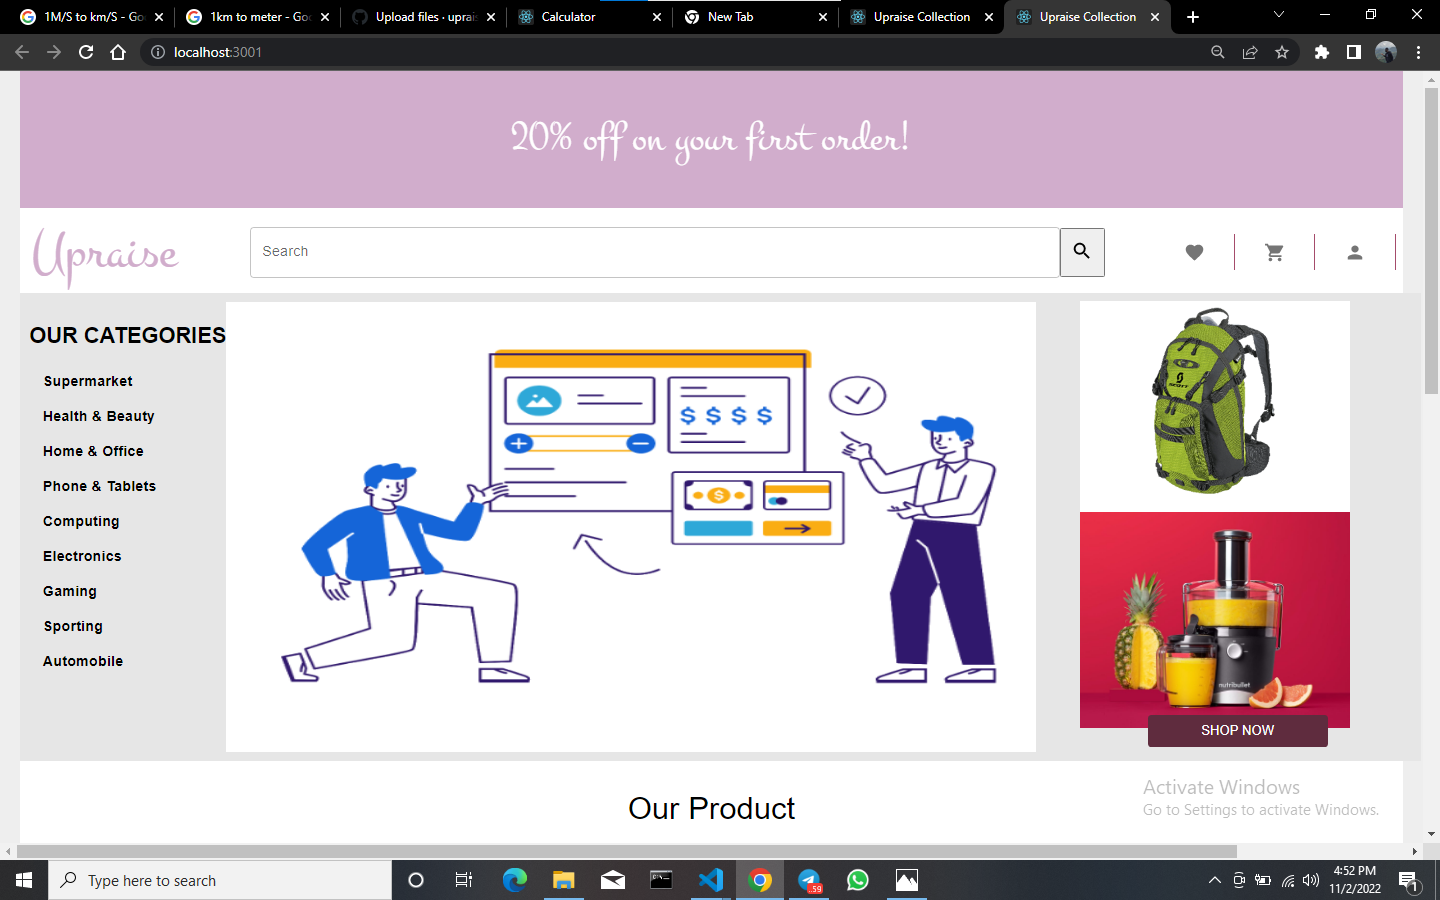 1M/S to km/S - Go
1km to meter - Goo
Upload files · uprais
Calculator
New Tab
Upraise Collection
Upraise Collection
localhost:3001
20% off on your first order!
Upraise
Search
OUR CATEGORIES
Supermarket
Health & Beauty
Home & Office
Phone & Tablets
Computing
Electronics
Gaming
Sporting
Automobile
$ $ $ $
$
SCOTT
nutribullet
SHOP NOW
Our Product
Activate Windows
Go to Settings to activate Windows.
Type here to search
59
4:52 PM
11/2/2022
1